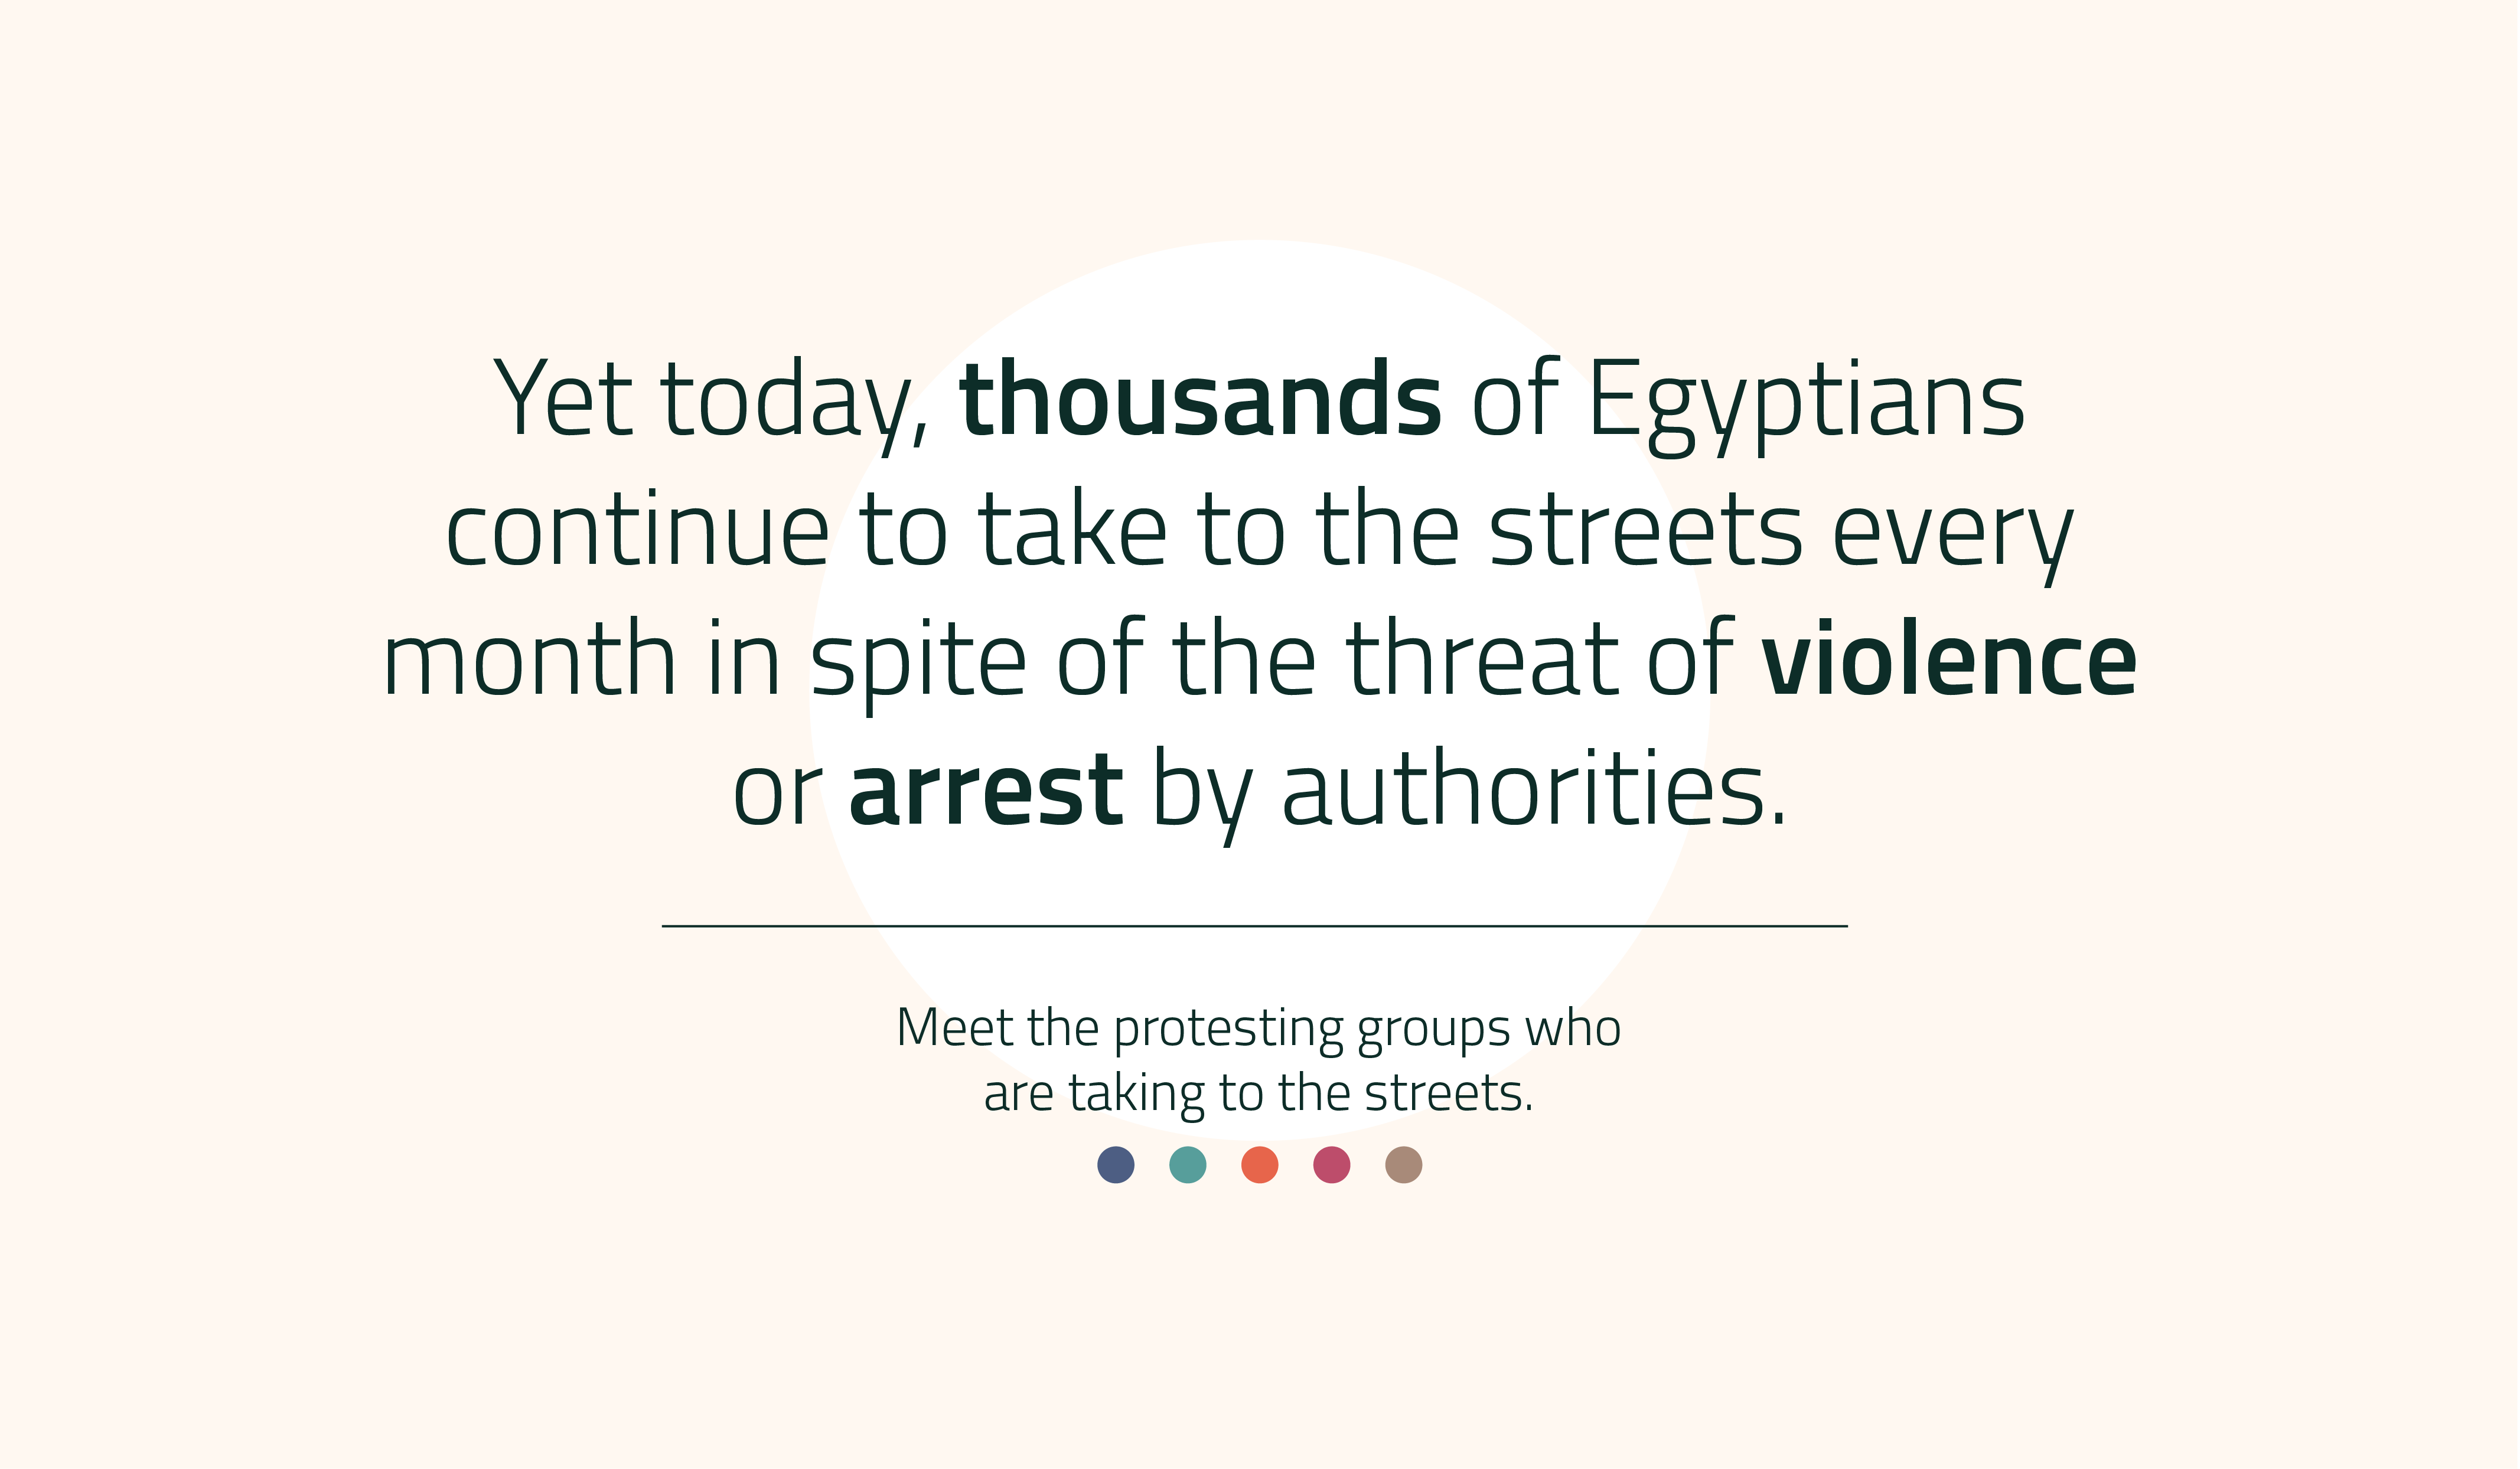 Yet today, thousands of Egyptians
continue to take to the streets every
month in spite of the threat of violence
or arrest by authorities.
Meet the protesting groups who
are taking to the streets.